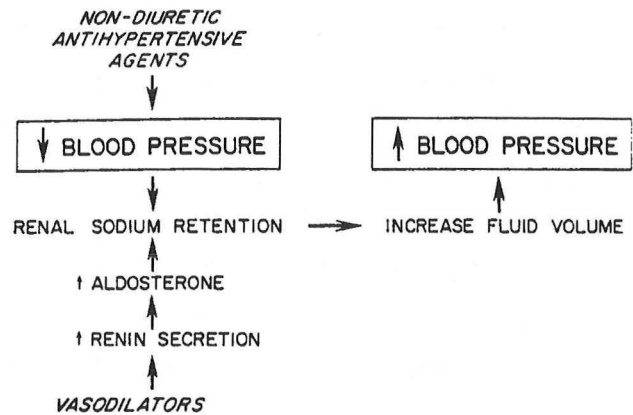 NON-DIURETIC
ANTIHYPERTENSIVE
AGENTS
↓ BLOOD PRESSURE
↑ BLOOD PRESSURE
RENAL SODIUM RETENTION
INCREASE FLUID VOLUME
↑ ALDOSTERONE
↑ RENIN SECRETION
VASODILATORS